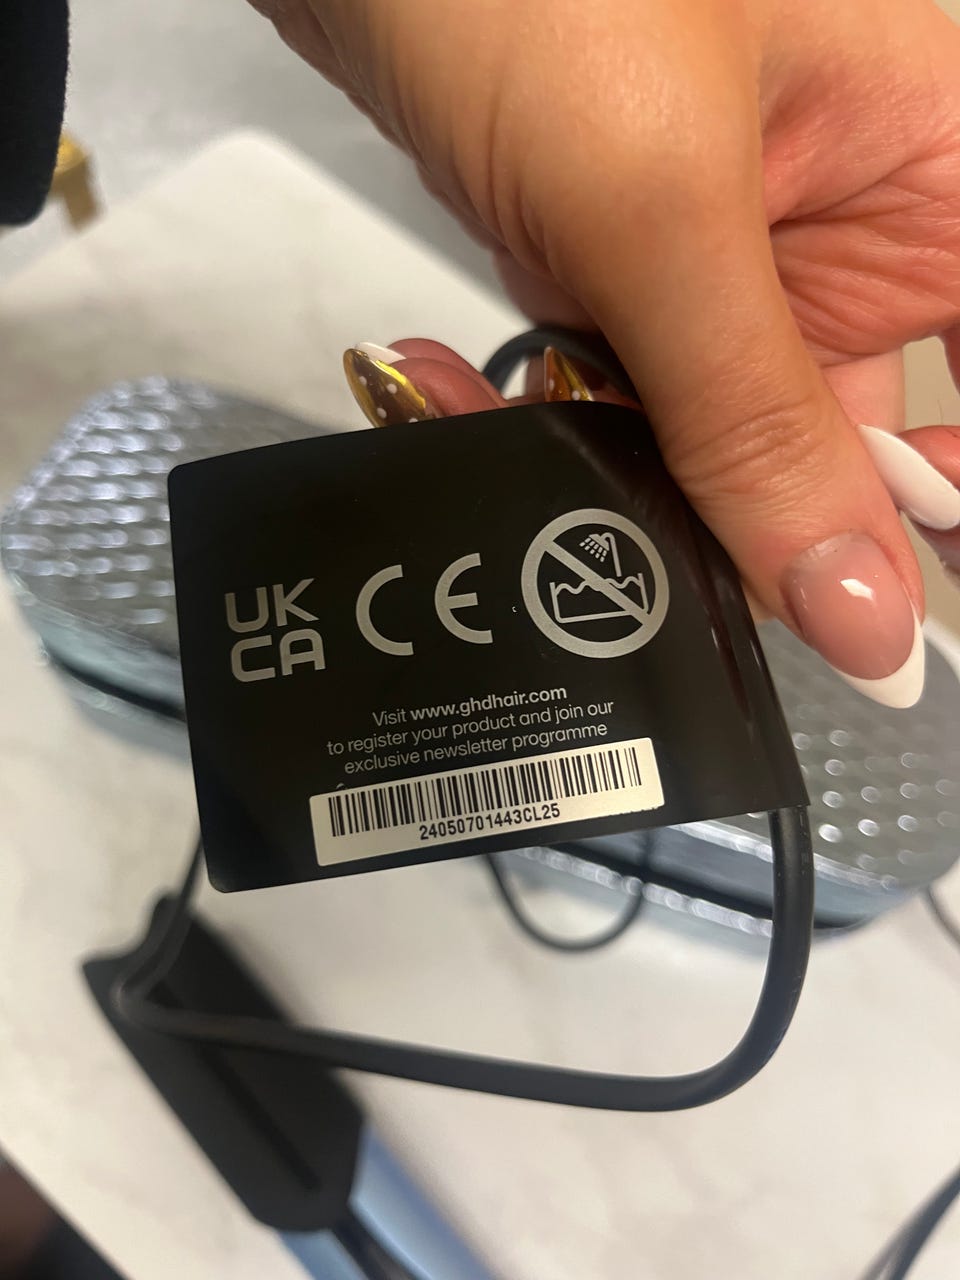 UK
CA
CE
Visit www.ghdhair.com
to register your product and join our
exclusive newsletter programme
24050701443CL25